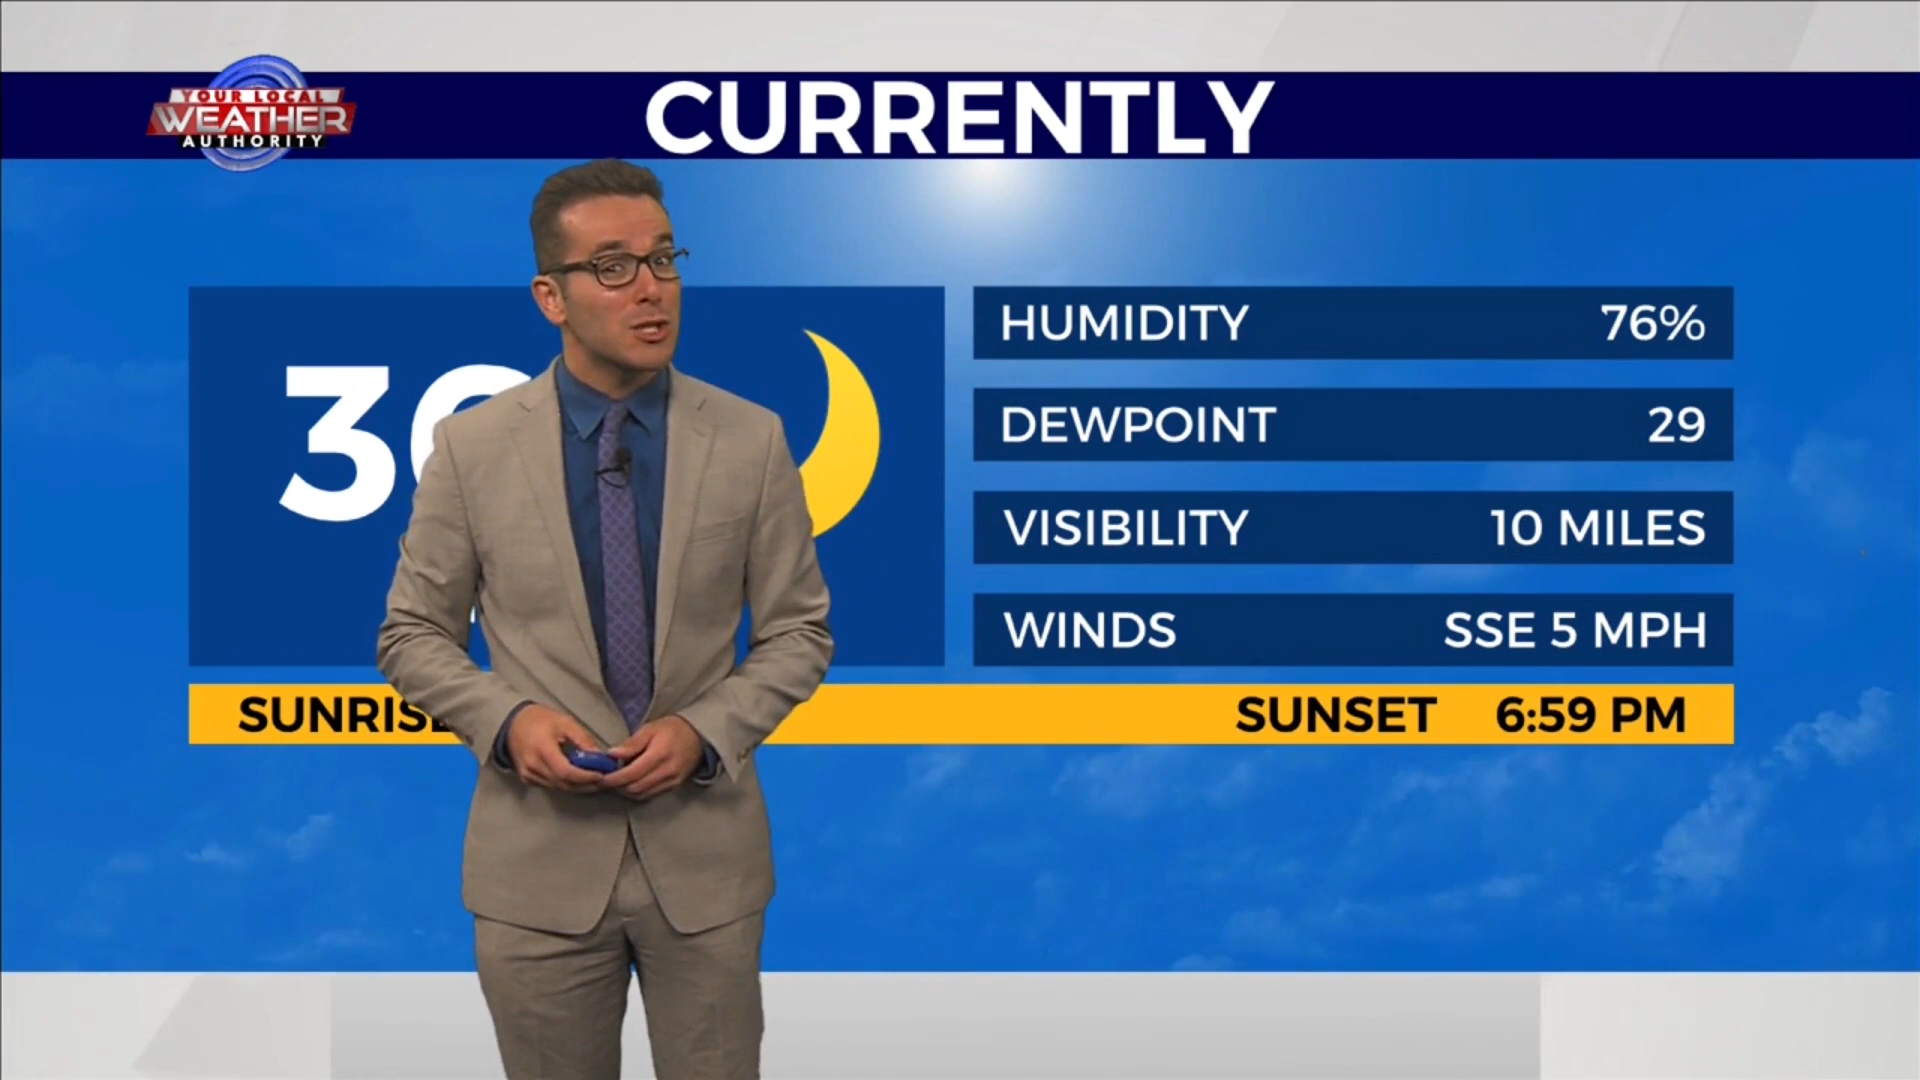 YOUR LOCAL
WEATHER
AUTHORITY
CURRENTLY
HUMIDITY 76%
DEWPOINT 29
VISIBILITY 10 MILES
WINDS SSE 5 MPH
SUNSET 6:59 PM